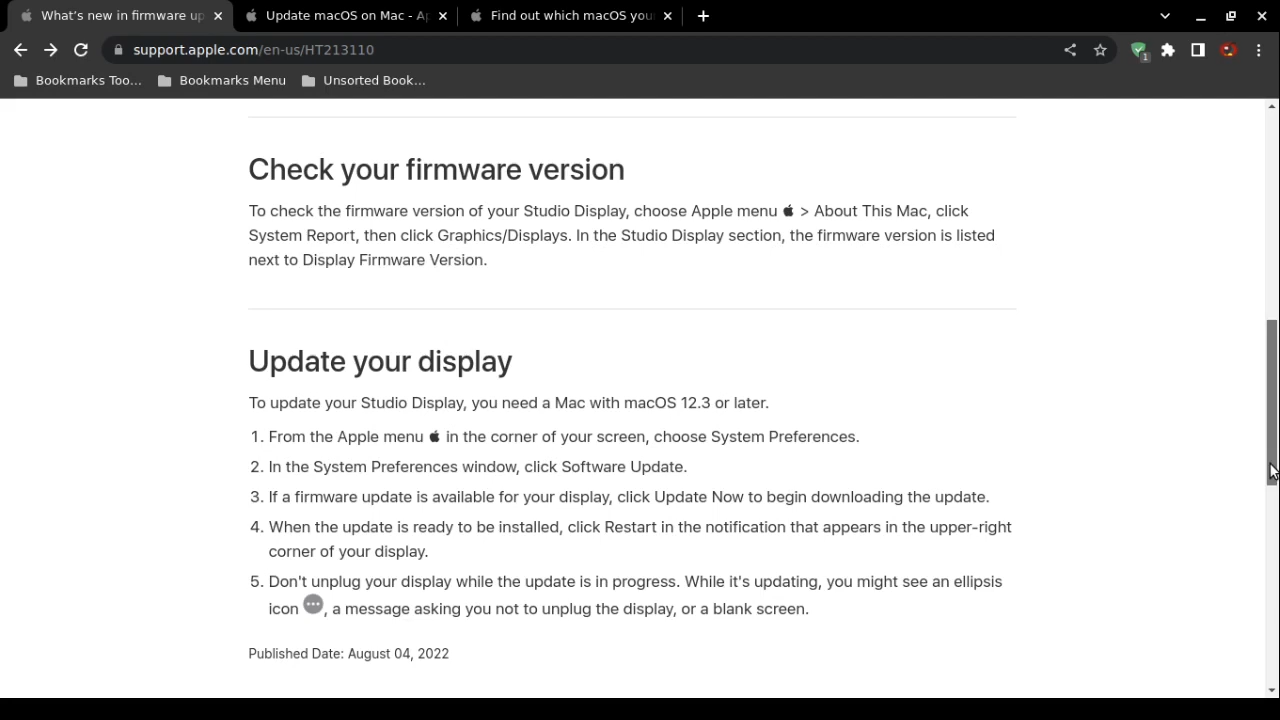 What's new in firmware up
Update macOS on Mac - Ap
Find out which macOS you
support.apple.com/en-us/HT213110
1
Bookmarks Too...
Bookmarks Menu
Unsorted Book...
Check your firmware version
To check the firmware version of your Studio Display, choose Apple menu > About This Mac, click
System Report, then click Graphics/Displays. In the Studio Display section, the firmware version is listed
next to Display Firmware Version.
Update your display
To update your Studio Display, you need a Mac with macOS 12.3 or later.
1. From the Apple menu in the corner of your screen, choose System Preferences.
2. In the System Preferences window, click Software Update.
3. If a firmware update is available for your display, click Update Now to begin downloading the update.
4. When the update is ready to be installed, click Restart in the notification that appears in the upper-right
corner of your display.
5. Don't unplug your display while the update is in progress. While it's updating, you might see an ellipsis
icon , a message asking you not to unplug the display, or a blank screen.
Published Date: August 04, 2022